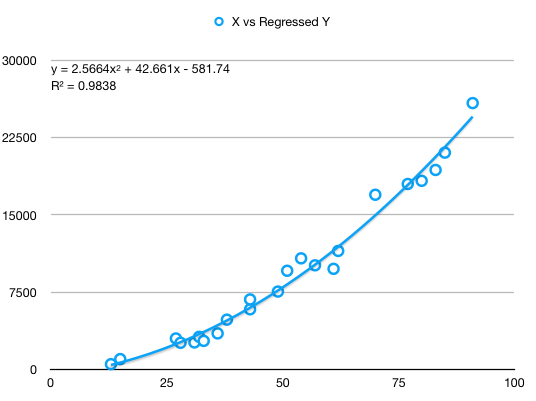 X vs Regressed Y
30000
y = 2.5664x² + 42.661x - 581.74
R² = 0.9838
22500
15000
7500
0
0 25 50 75 100